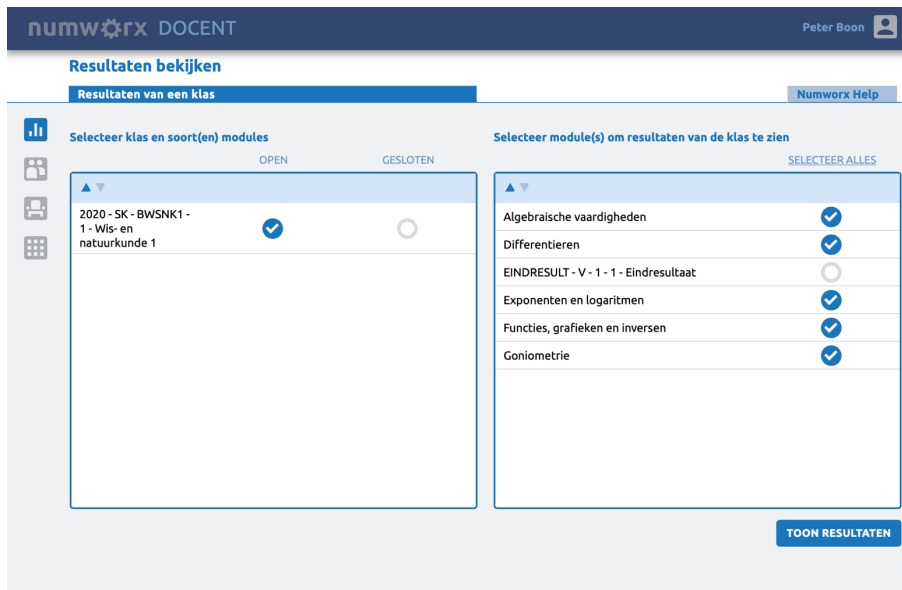 numworx DOCENT
Peter Boon
Resultaten bekijken
Resultaten van een klas
Numworx Help
Selecteer klas en soort(en) modules
OPEN
GESLOTEN
2020 - SK - BWSNK1 -
1 - Wis- en
natuurkunde 1
Selecteer module(s) om resultaten van de klas te zien
SELECTEER ALLES
Algebraische vaardigheden
Differentieren
EINDRESULT - V - 1 - 1 - Eindresultaat
Exponenten en logaritmen
Functies, grafieken en inversen
Goniometrie
TOON RESULTATEN